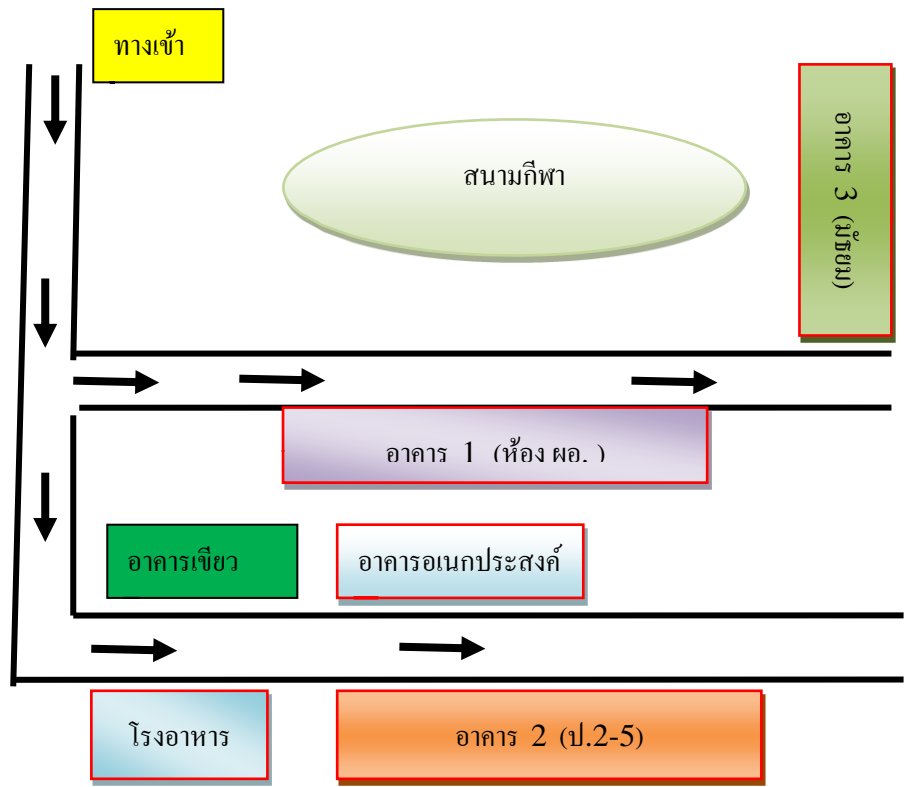 ทางเข้า
สนามกีฬา
อาคาร 3 (มัธยม)
อาคาร 1 (ห้อง ผอ. )
อาคารเขียว
อาคารอเนกประสงค์
โรงอาหาร
อาคาร 2 (ป.2-5)